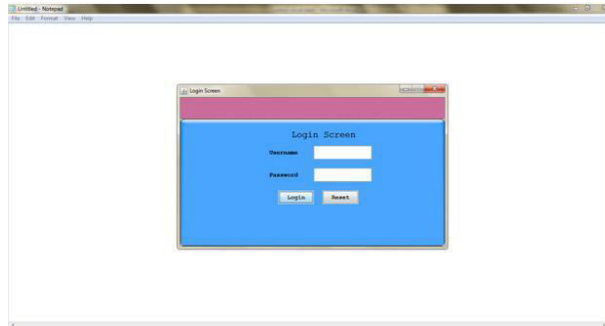 Untitled - Notepad
File Edit Format View Help
Login Screen
Login Screen
Username
Password
Login Reset